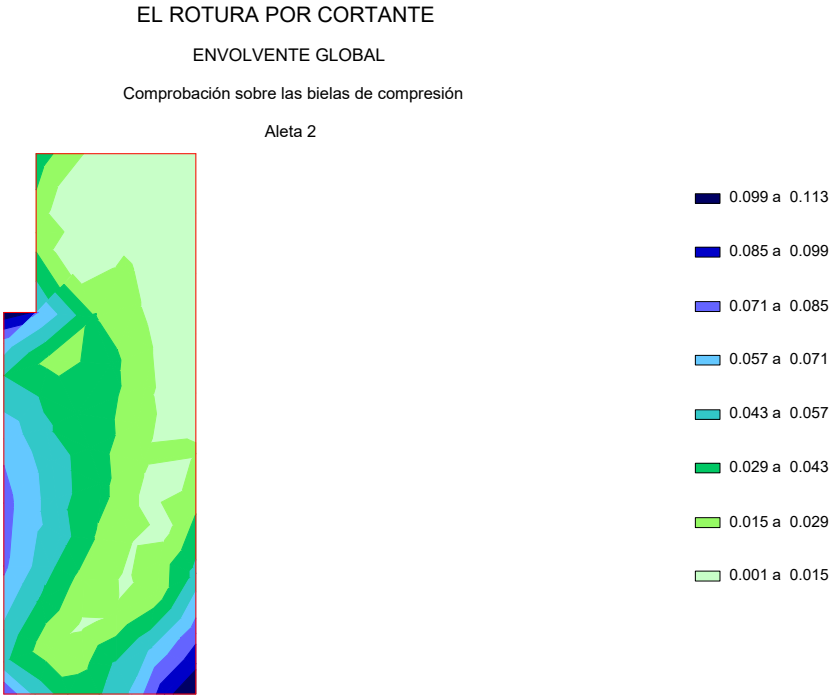 EL ROTURA POR CORTANTE
ENVOLVENTE GLOBAL
Comprobación sobre las bielas de compresión
Aleta 2
0.099 a 0.113
0.085 a 0.099
0.071 a 0.085
0.057 a 0.071
0.043 a 0.057
0.029 a 0.043
0.015 a 0.029
0.001 a 0.015